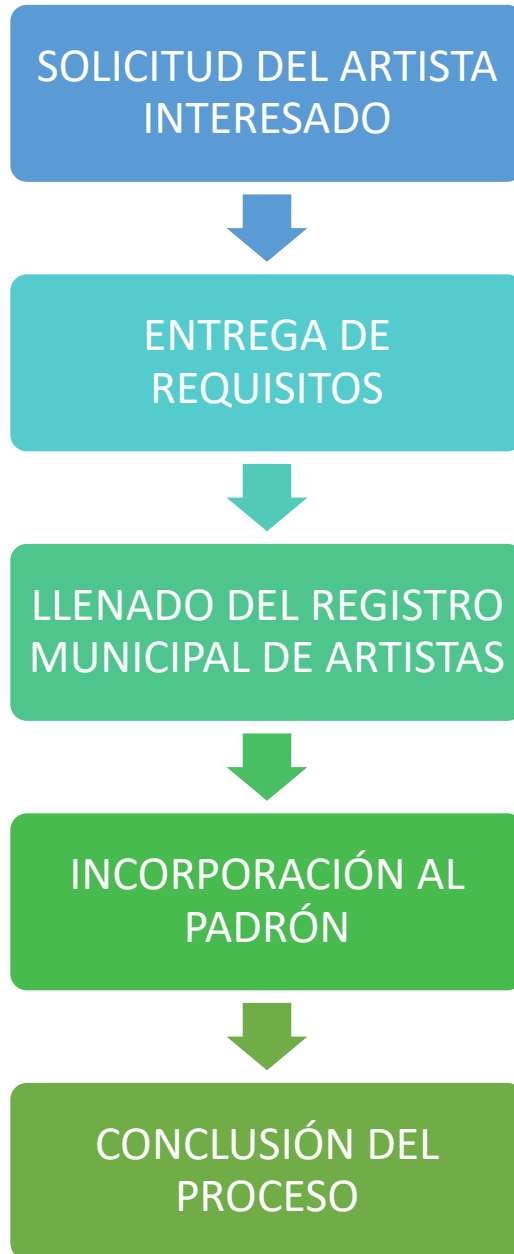 SOLICITUD DEL ARTISTA
INTERESADO
ENTREGA DE
REQUISITOS
LLENADO DEL REGISTRO
MUNICIPAL DE ARTISTAS
INCORPORACIÓN AL
PADRÓN
CONCLUSIÓN DEL
PROCESO